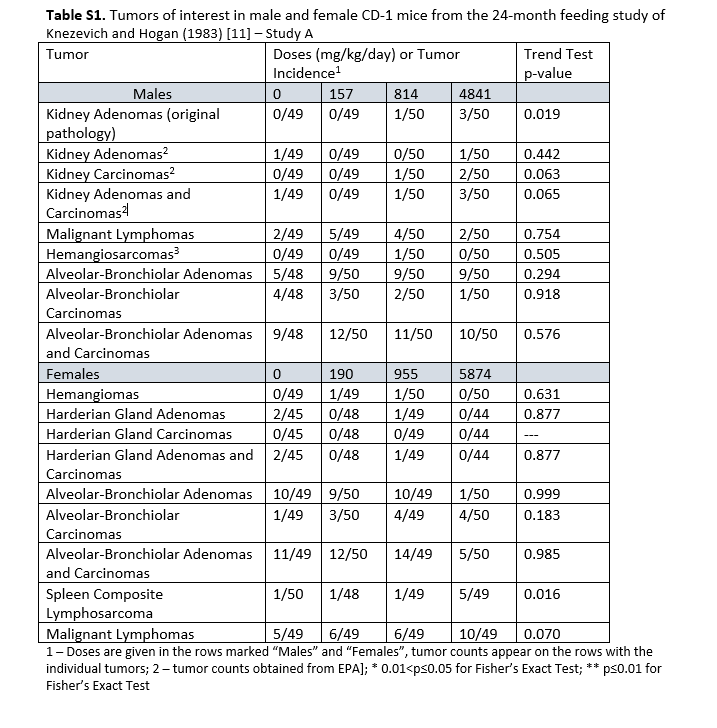 Table S1. Tumors of interest in male and female CD-1 mice from the 24-month feeding study of
Knezevich and Hogan (1983) [11] – Study A
Tumor Doses (mg/kg/day) or Tumor Trend Test
Incidence¹ p-value
Males 0 157 814 4841
Kidney Adenomas (original 0/49 0/49 1/50 3/50 0.019
pathology)
Kidney Adenomas² 1/49 0/49 0/50 1/50 0.442
Kidney Carcinomas² 0/49 0/49 1/50 2/50 0.063
Kidney Adenomas and 1/49 0/49 1/50 3/50 0.065
Carcinomas²
Malignant Lymphomas 2/49 5/49 4/50 2/50 0.754
Hemangiosarcomas³ 0/49 0/49 1/50 0/50 0.505
Alveolar-Bronchiolar Adenomas 5/48 9/50 9/50 9/50 0.294
Alveolar-Bronchiolar 4/48 3/50 2/50 1/50 0.918
Carcinomas
Alveolar-Bronchiolar Adenomas 9/48 12/50 11/50 10/50 0.576
and Carcinomas
Females 0 190 955 5874
Hemangiomas 0/49 1/49 1/50 0/50 0.631
Harderian Gland Adenomas 2/45 0/48 1/49 0/44 0.877
Harderian Gland Carcinomas 0/45 0/48 0/49 0/44 ---
Harderian Gland Adenomas and 2/45 0/48 1/49 0/44 0.877
Carcinomas
Alveolar-Bronchiolar Adenomas 10/49 9/50 10/49 1/50 0.999
Alveolar-Bronchiolar 1/49 3/50 4/49 4/50 0.183
Carcinomas
Alveolar-Bronchiolar Adenomas 11/49 12/50 14/49 5/50 0.985
and Carcinomas
Spleen Composite 1/50 1/48 1/49 5/49 0.016
Lymphosarcoma
Malignant Lymphomas 5/49 6/49 6/49 10/49 0.070
1 – Doses are given in the rows marked “Males” and “Females”, tumor counts appear on the rows with the
individual tumors; 2 – tumor counts obtained from EPA]; * 0.01<p≤0.05 for Fisher’s Exact Test; ** p≤0.01 for
Fisher’s Exact Test